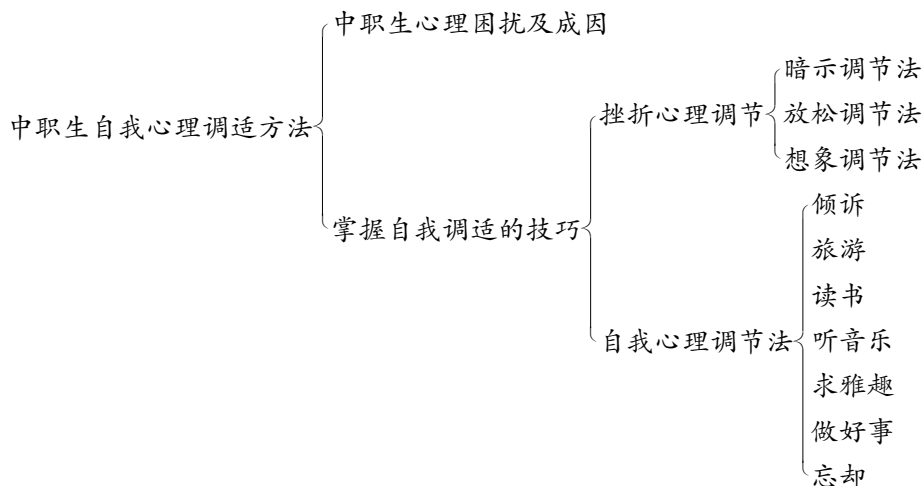 中职生自我心理调适方法
中职生心理困扰及成因
掌握自我调适的技巧
挫折心理调节
暗示调节法
放松调节法
想象调节法
自我心理调节法
倾诉
旅游
读书
听音乐
求雅趣
做好事
忘却